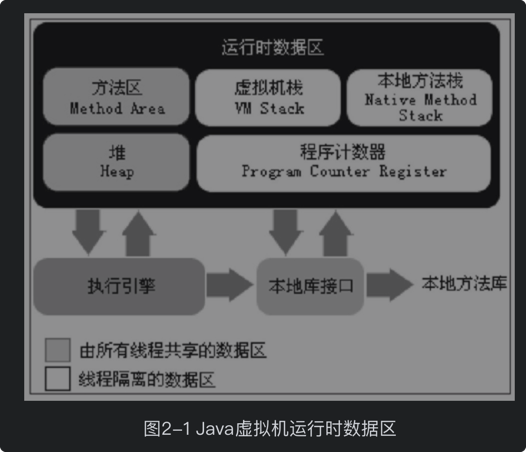 运行时数据区
方法区
Method Area
虚拟机栈
VM Stack
本地方法栈
Native Method
Stack
堆
Heap
程序计数器
Program Counter Register
执行引擎
本地库接口
本地方法库
由所有线程共享的数据区
线程隔离的数据区
图2-1 Java虚拟机运行时数据区